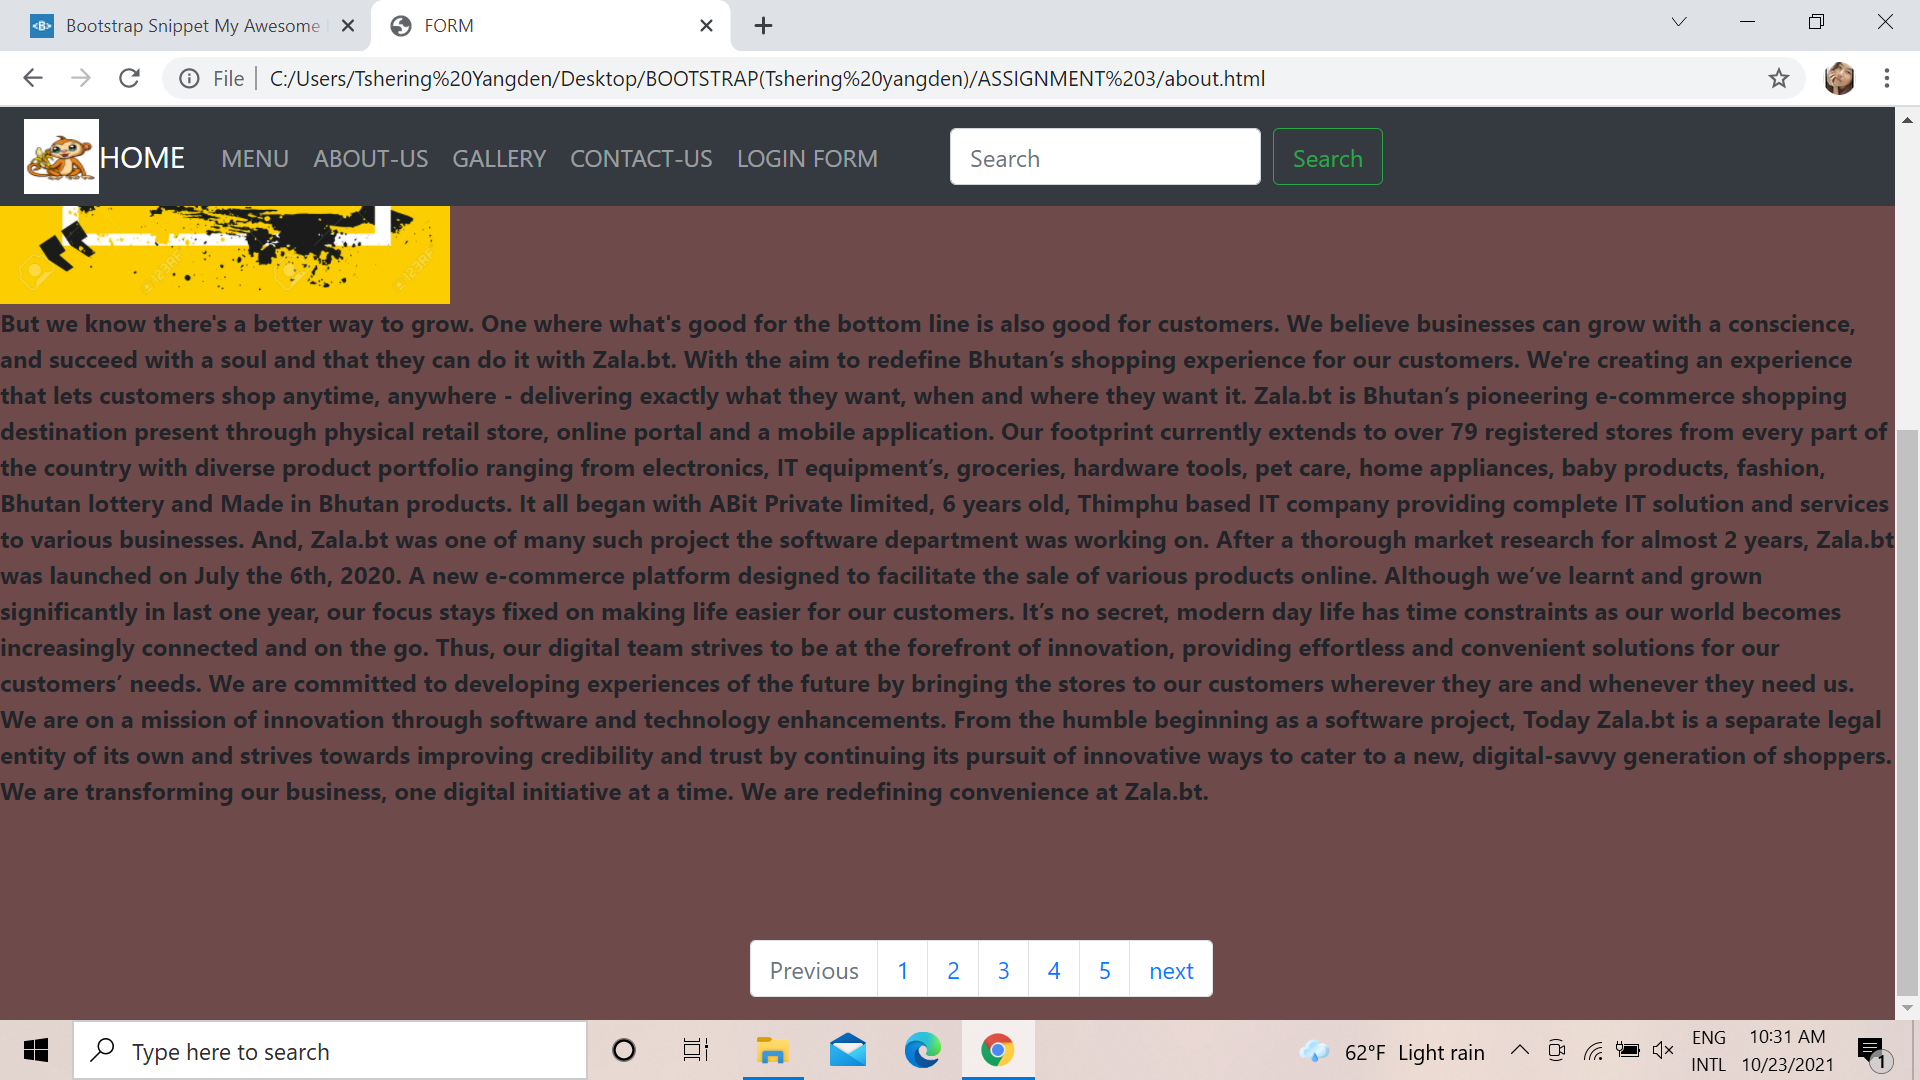 Bootstrap Snippet My Awesome
FORM
File
C:/Users/Tshering%20Yangden/Desktop/BOOTSTRAP(Tshering%20yangden)/ASSIGNMENT%203/about.html
HOME MENU ABOUT-US GALLERY CONTACT-US LOGIN FORM Search Search
123RF 123RF
But we know there's a better way to grow. One where what's good for the bottom line is also good for customers. We believe businesses can grow with a conscience,
and succeed with a soul and that they can do it with Zala.bt. With the aim to redefine Bhutan’s shopping experience for our customers. We're creating an experience
that lets customers shop anytime, anywhere - delivering exactly what they want, when and where they want it. Zala.bt is Bhutan’s pioneering e-commerce shopping
destination present through physical retail store, online portal and a mobile application. Our footprint currently extends to over 79 registered stores from every part of
the country with diverse product portfolio ranging from electronics, IT equipment’s, groceries, hardware tools, pet care, home appliances, baby products, fashion,
Bhutan lottery and Made in Bhutan products. It all began with ABit Private limited, 6 years old, Thimphu based IT company providing complete IT solution and services
to various businesses. And, Zala.bt was one of many such project the software department was working on. After a thorough market research for almost 2 years, Zala.bt
was launched on July the 6th, 2020. A new e-commerce platform designed to facilitate the sale of various products online. Although we’ve learnt and grown
significantly in last one year, our focus stays fixed on making life easier for our customers. It’s no secret, modern day life has time constraints as our world becomes
increasingly connected and on the go. Thus, our digital team strives to be at the forefront of innovation, providing effortless and convenient solutions for our
customers’ needs. We are committed to developing experiences of the future by bringing the stores to our customers wherever they are and whenever they need us.
We are on a mission of innovation through software and technology enhancements. From the humble beginning as a software project, Today Zala.bt is a separate legal
entity of its own and strives towards improving credibility and trust by continuing its pursuit of innovative ways to cater to a new, digital-savvy generation of shoppers.
We are transforming our business, one digital initiative at a time. We are redefining convenience at Zala.bt.
Previous 1 2 3 4 5 next
Type here to search
62°F Light rain
ENG
INTL
10:31 AM
10/23/2021
1